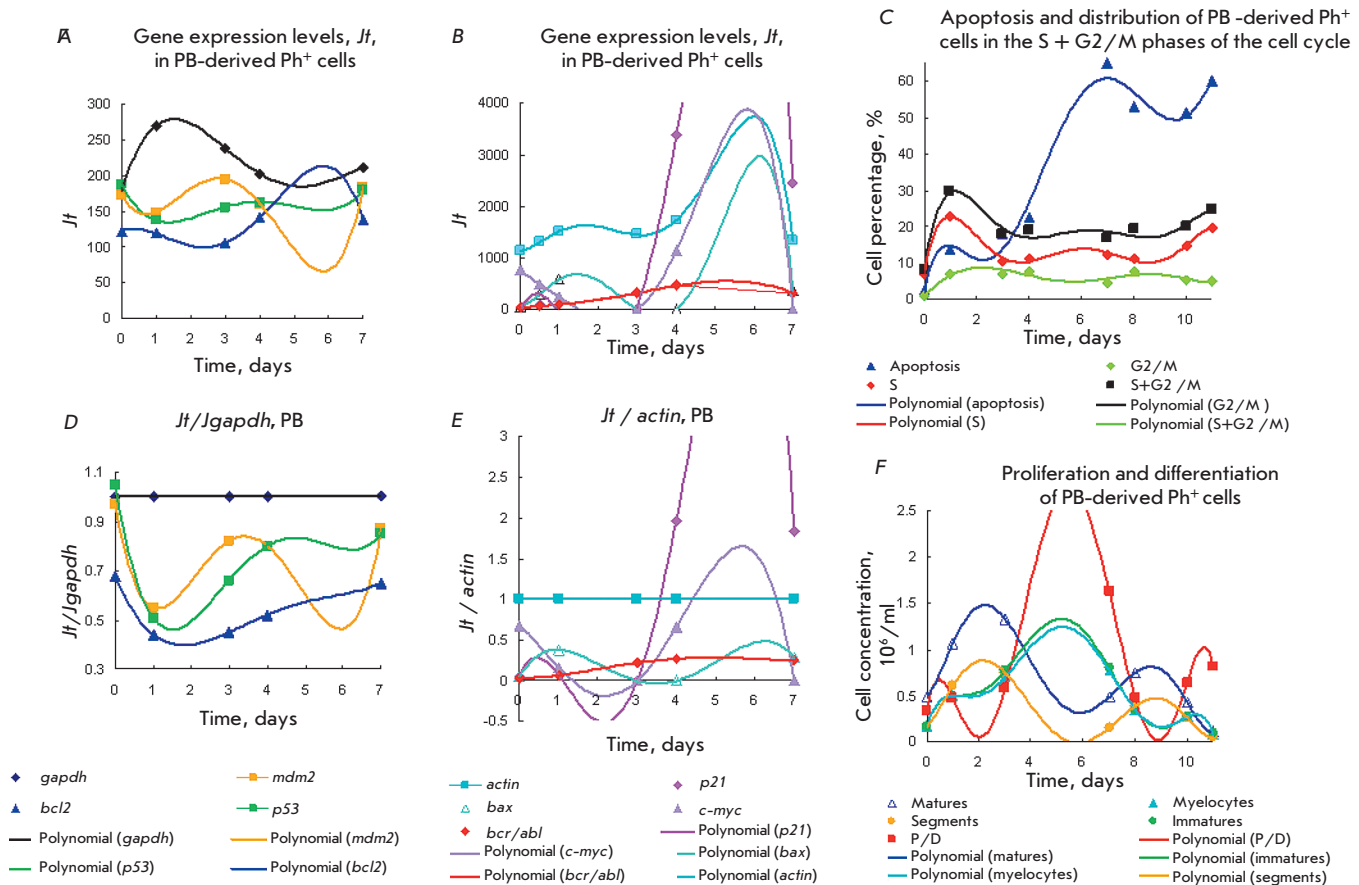 A
Gene expression levels, Jt,
in PB-derived Ph⁺ cells
300
250
200
150
100
50
0
Jt
0 1 2 3 4 5 6 7
Time, days
B
Gene expression levels, Jt,
in PB-derived Ph⁺ cells
4000
3000
2000
1000
0
Jt
0 1 2 3 4 5 6 7
Time, days
C
Apoptosis and distribution of PB -derived Ph⁺
cells in the S + G2/M phases of the cell cycle
60
50
40
30
20
10
0
Cell percentage, %
0 2 4 6 8 10
Time, days
Apoptosis
G2/M
S
S+G2 /M
Polynomial (apoptosis)
Polynomial (G2/M )
Polynomial (S)
Polynomial (S+G2 /M)
D
Jt/Jgapdh, PB
1.1
0.9
0.7
0.5
0.3
Jt/Jgapdh
0 1 2 3 4 5 6 7
Time, days
gapdh
mdm2
bcl2
p53
Polynomial (gapdh)
Polynomial (mdm2)
Polynomial (p53)
Polynomial (bcl2)
E
Jt / actin, PB
3
2.5
2
1.5
1
0.5
0
-0.5
Jt / actin
0 1 2 3 4 5 6 7
Time, days
actin
p21
bax
c-myc
bcr/abl
Polynomial (p21)
Polynomial (c-myc)
Polynomial (bax)
Polynomial (bcr/abl)
Polynomial (actin)
F
Proliferation and differentiation
of PB-derived Ph⁺ cells
2.5
2
1.5
1
0.5
0
Cell concentration,
10⁶/ml
0 2 4 6 8 10
Time, days
Matures
Myelocytes
Segments
Immatures
P/D
Polynomial (P/D)
Polynomial (matures)
Polynomial (immatures)
Polynomial (myelocytes)
Polynomial (segments)